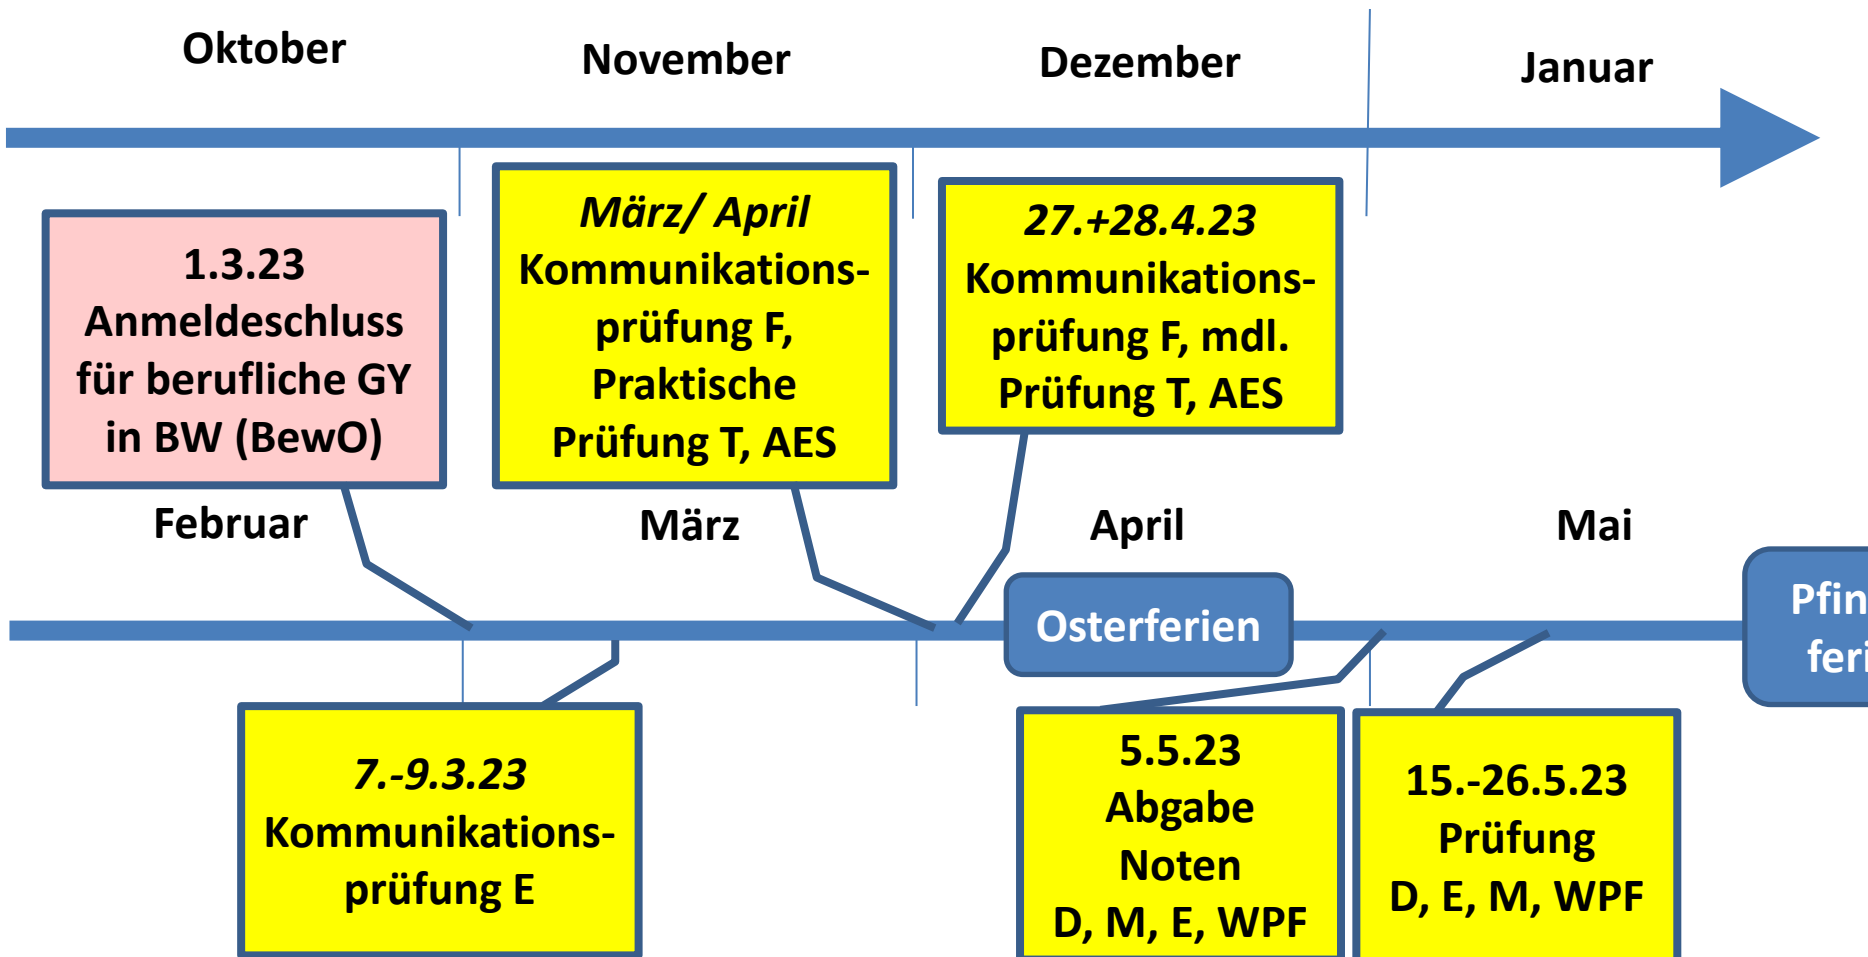 Oktober
November
Dezember
Januar
1.3.23
Anmeldeschluss
für berufliche GY
in BW (BewO)
März/ April
Kommunikations-
prüfung F,
Praktische
Prüfung T, AES
27.+28.4.23
Kommunikations-
prüfung F, mdl.
Prüfung T, AES
Februar
März
April
Mai
Osterferien
Pfin
feri
7.-9.3.23
Kommunikations-
prüfung E
5.5.23
Abgabe
Noten
D, M, E, WPF
15.-26.5.23
Prüfung
D, E, M, WPF